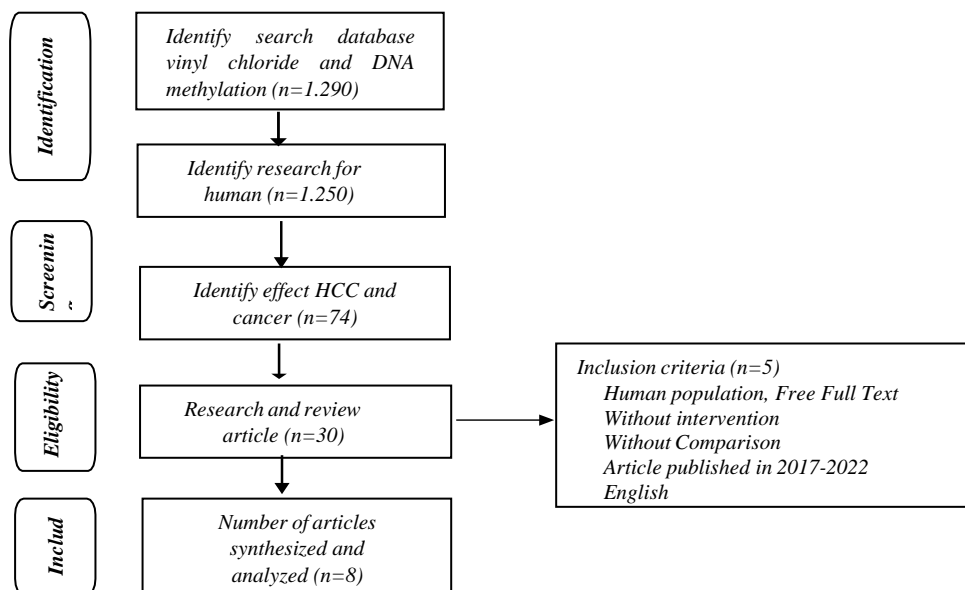 Identification
Identify search database
vinyl chloride and DNA
methylation (n=1.290)
Identify research for
human (n=1.250)
Screenin
Identify effect HCC and
cancer (n=74)
Eligibility
Research and review
article (n=30)
Inclusion criteria (n=5)
Human population, Free Full Text
Without intervention
Without Comparison
Article published in 2017-2022
English
Includ
Number of articles
synthesized and
analyzed (n=8)